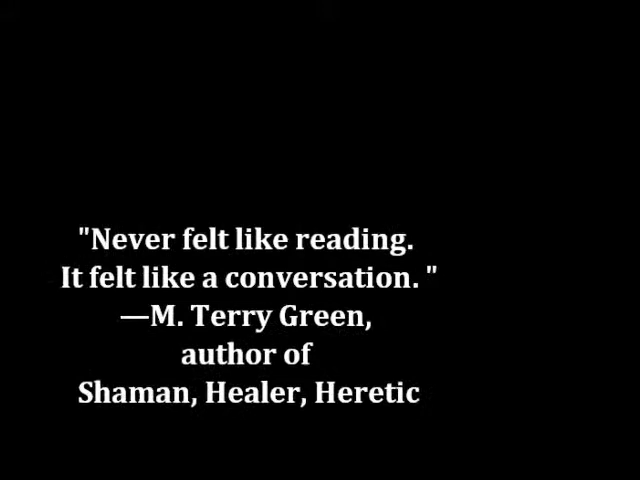 "Never felt like reading.
It felt like a conversation. "
—M. Terry Green,
author of
Shaman, Healer, Heretic